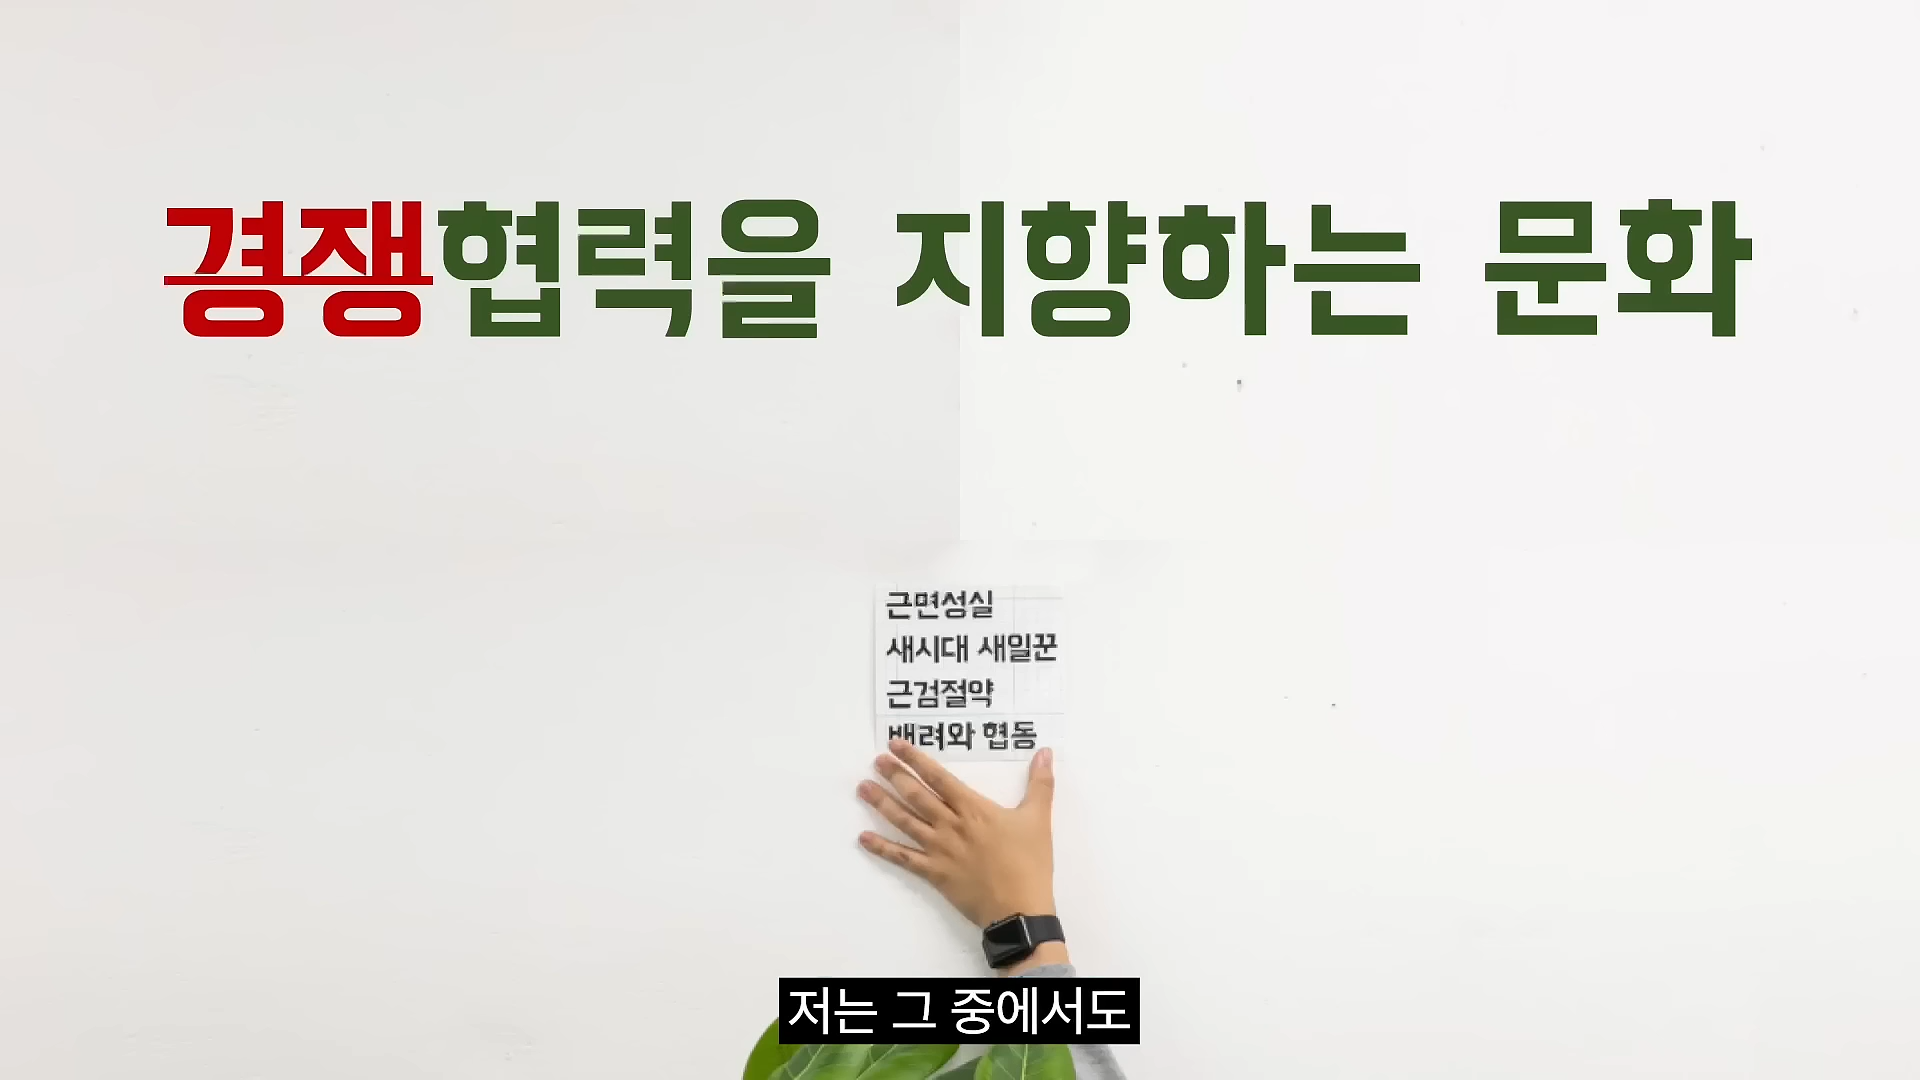 경쟁협력을 지향하는 문화
근면성실
새시대 새일꾼
근검절약
배려와 협동
저는 그 중에서도